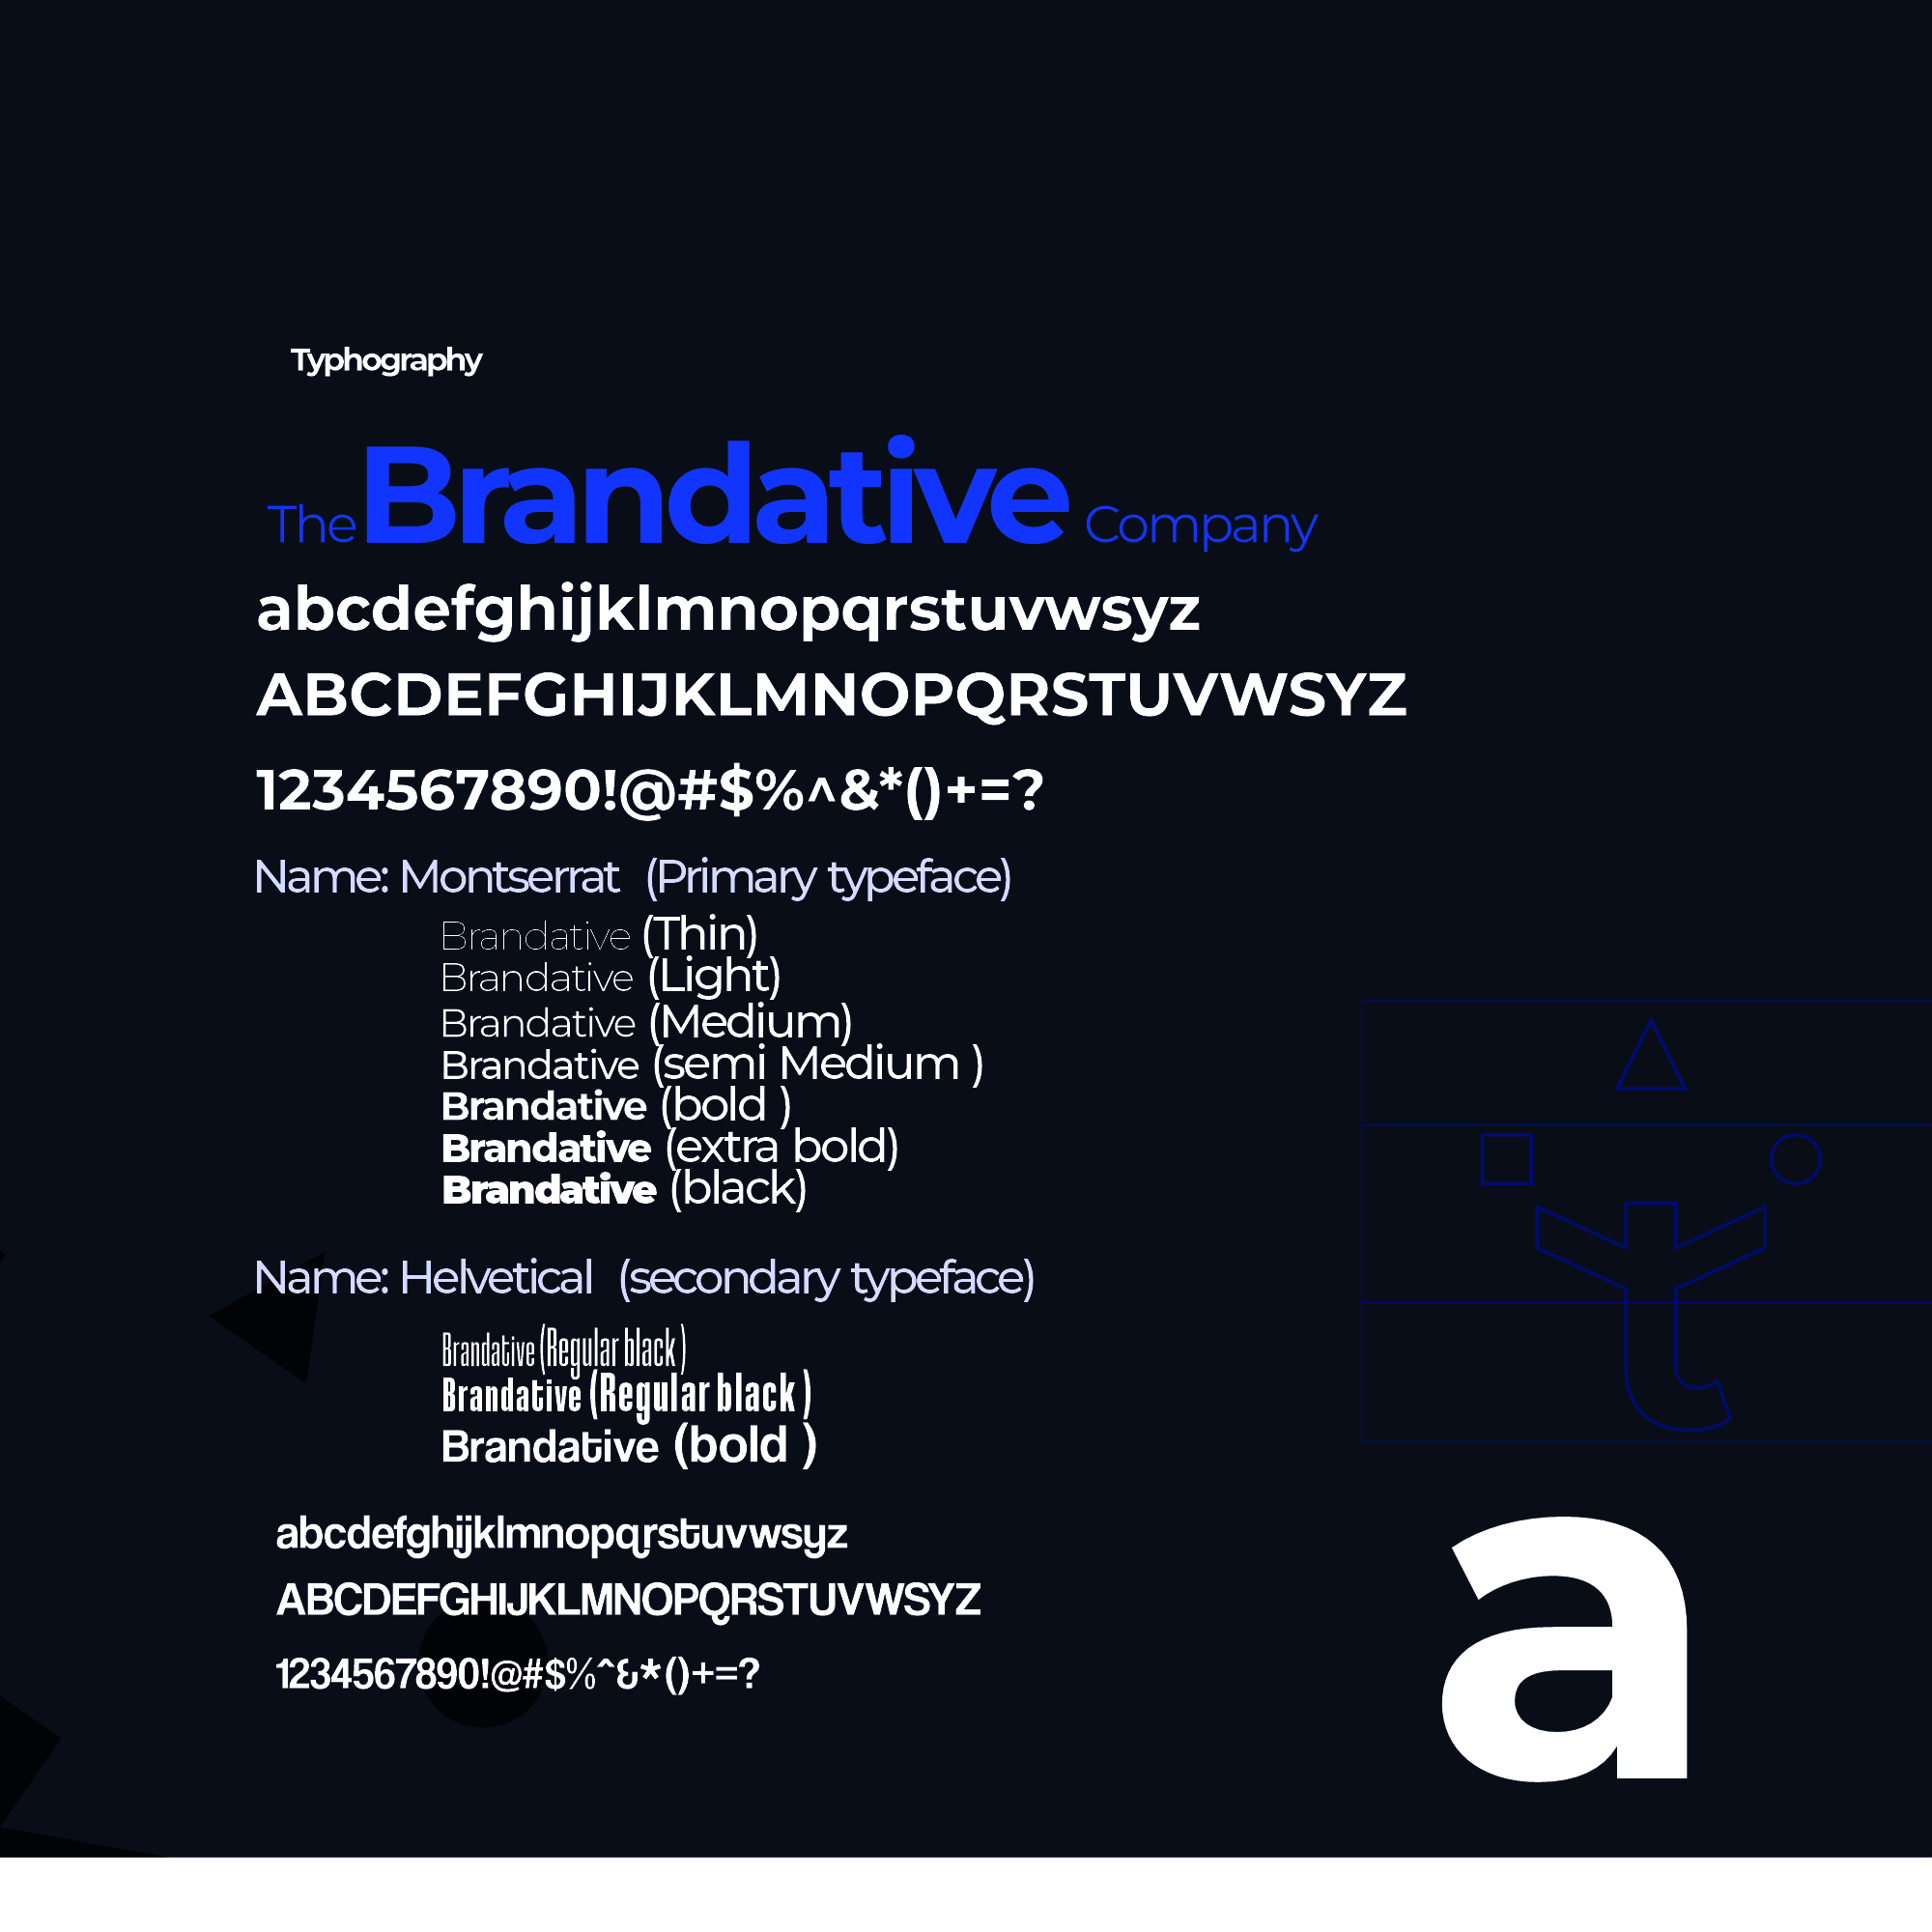 Typhography
The Brandative Company
abcdefghijklmnopqrstuvwsyz
ABCDEFGHIJKLMNOPQRSTUVWSYZ
1234567890!@#$%^&*()+=?
Name: Montserrat (Primary typeface)
Brandative (Thin)
Brandative (Light)
Brandative (Medium)
Brandative (semi Medium )
Brandative (bold )
Brandative (extra bold)
Brandative (black)
Name: Helvetical (secondary typeface)
Brandative (Regular black )
Brandative (Regular black )
Brandative (bold )
abcdefghijklmnopqrstuvwsyz
ABCDEFGHIJKLMNOPQRSTUVWSYZ
1234567890!@#$%^&*()+=?
t
a